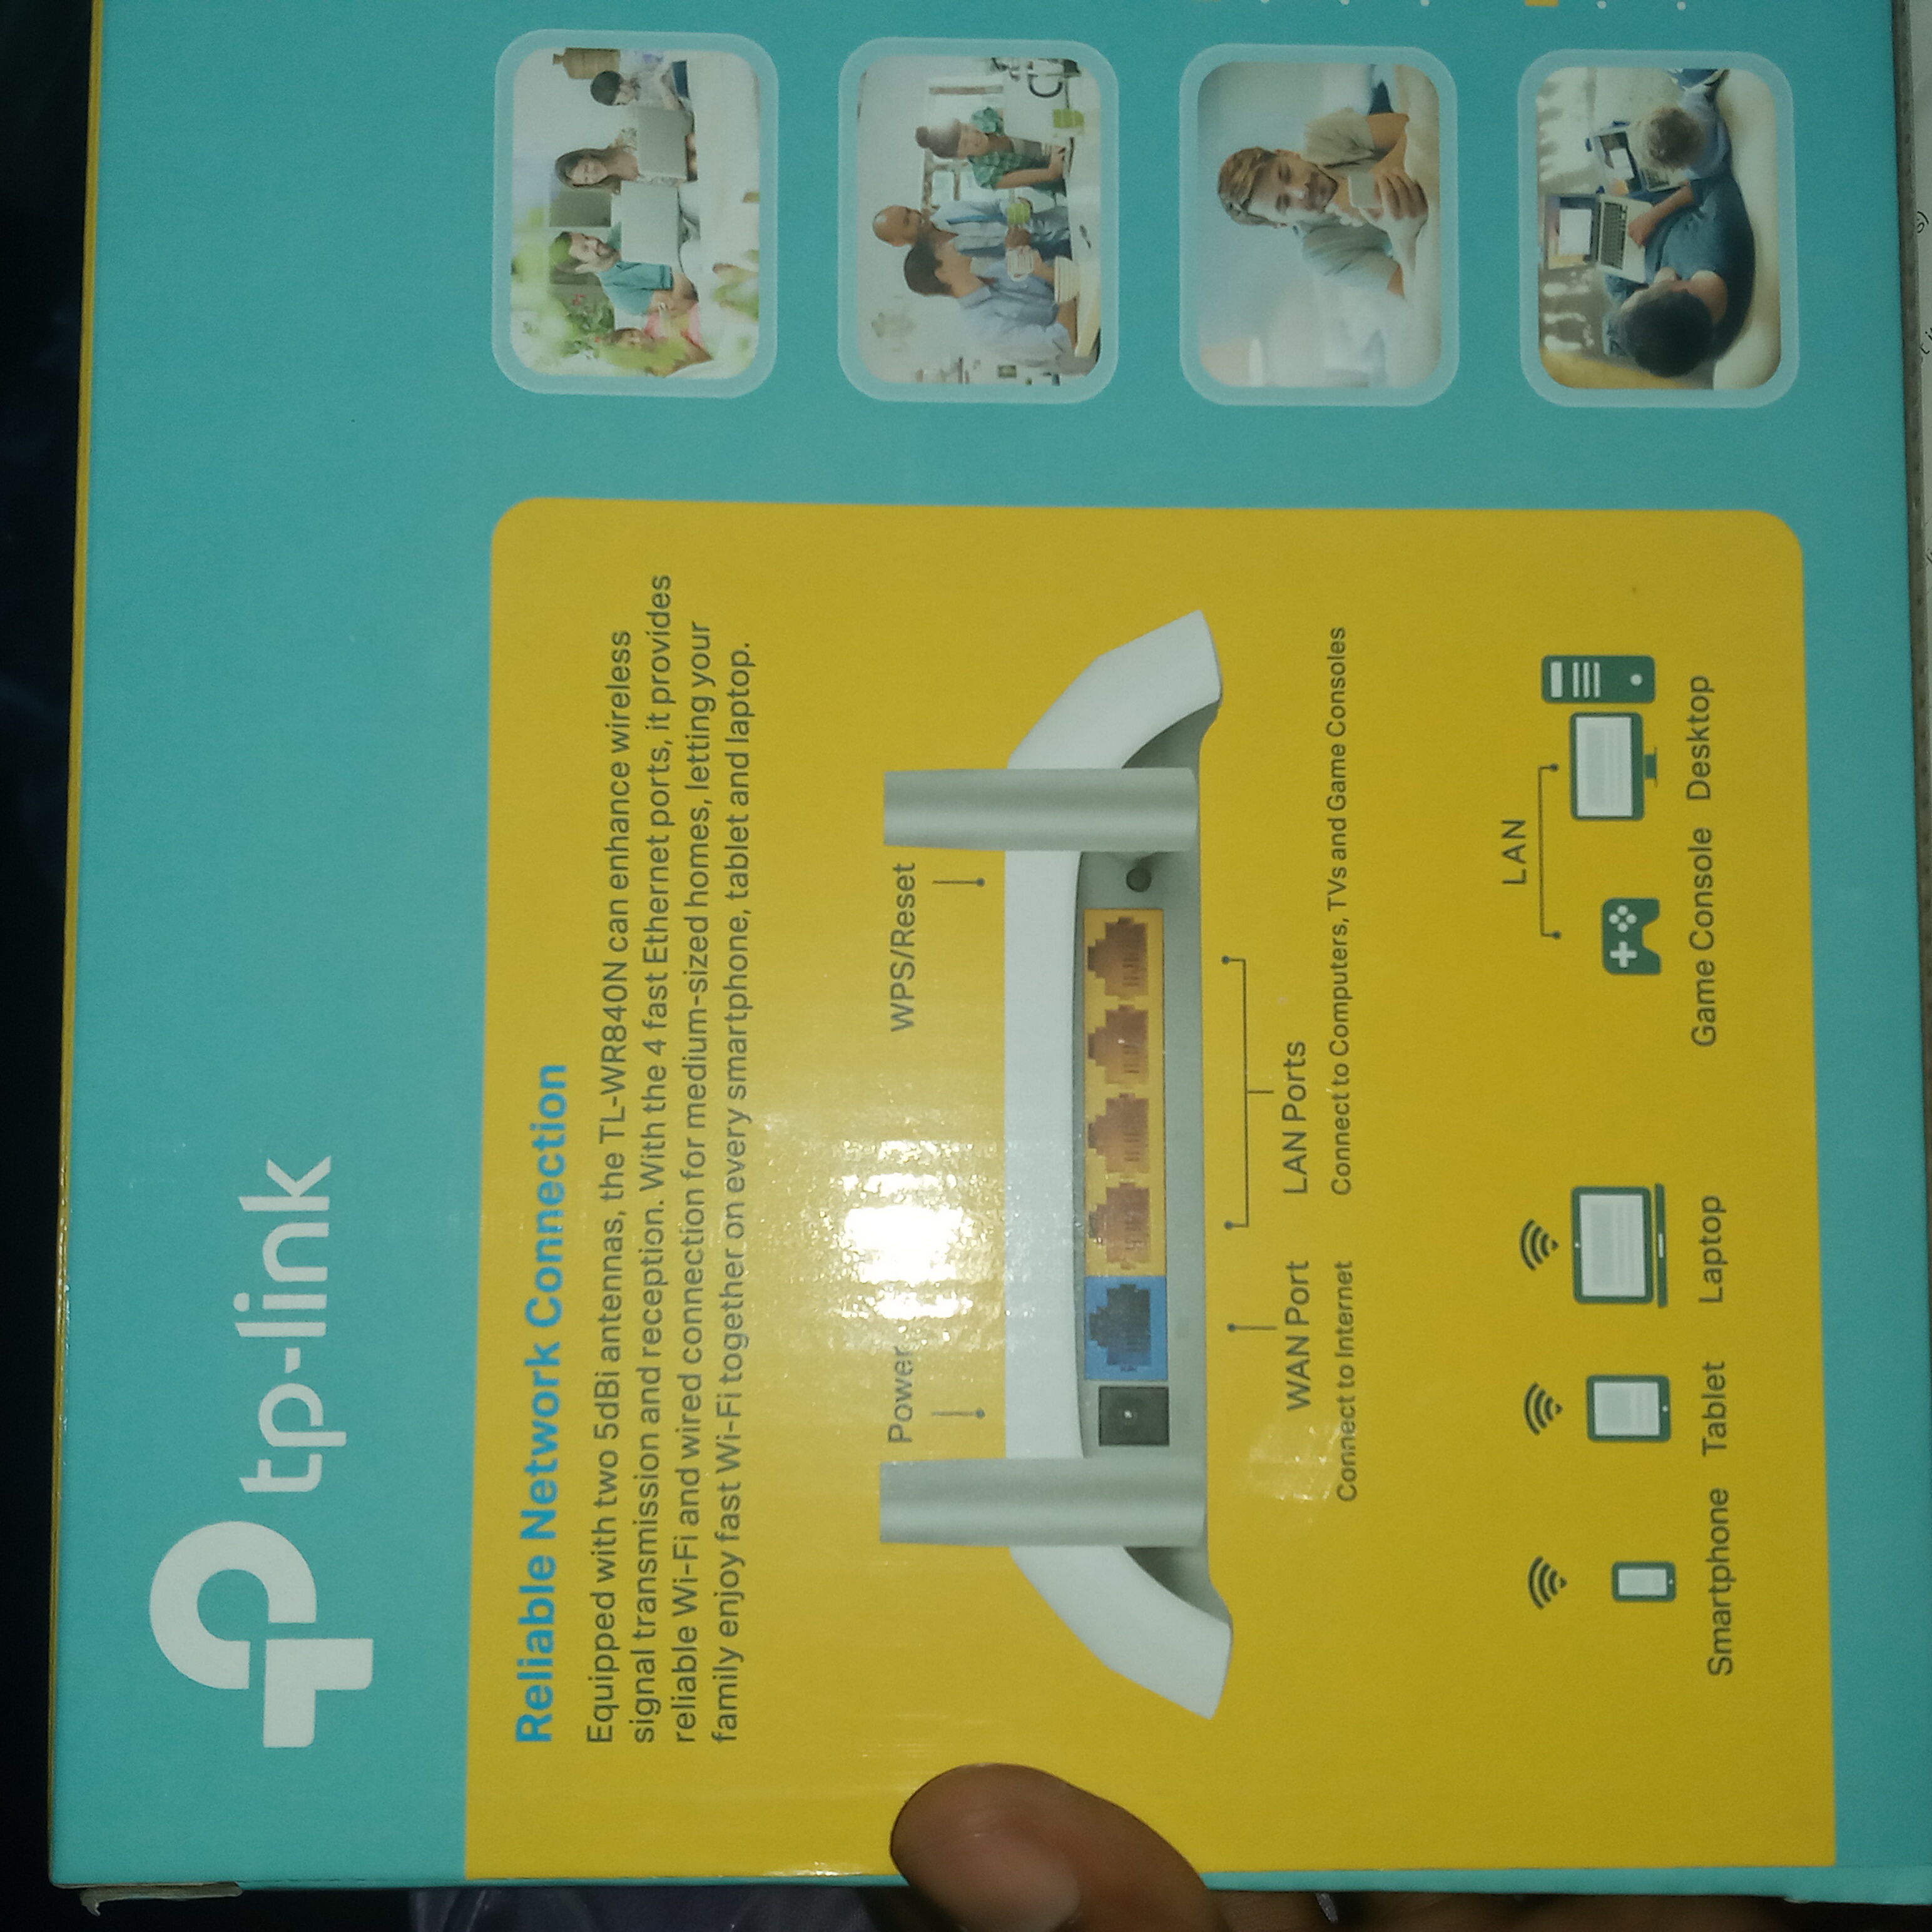 tp-link
Reliable Network Connection
Equipped with two 5dBi antennas, the TL-WR840N can enhance wireless
signal transmission and reception. With the 4 fast Ethernet ports, it provides
reliable Wi-Fi and wired connection for medium-sized homes, letting your
family enjoy fast Wi-Fi together on every smartphone, tablet and laptop.
Power
WPS/Reset
WAN Port
Connect to Internet
LAN Ports
Connect to Computers, TVs and Game Consoles
LAN
Smartphone
Tablet
Laptop
Game Console
Desktop